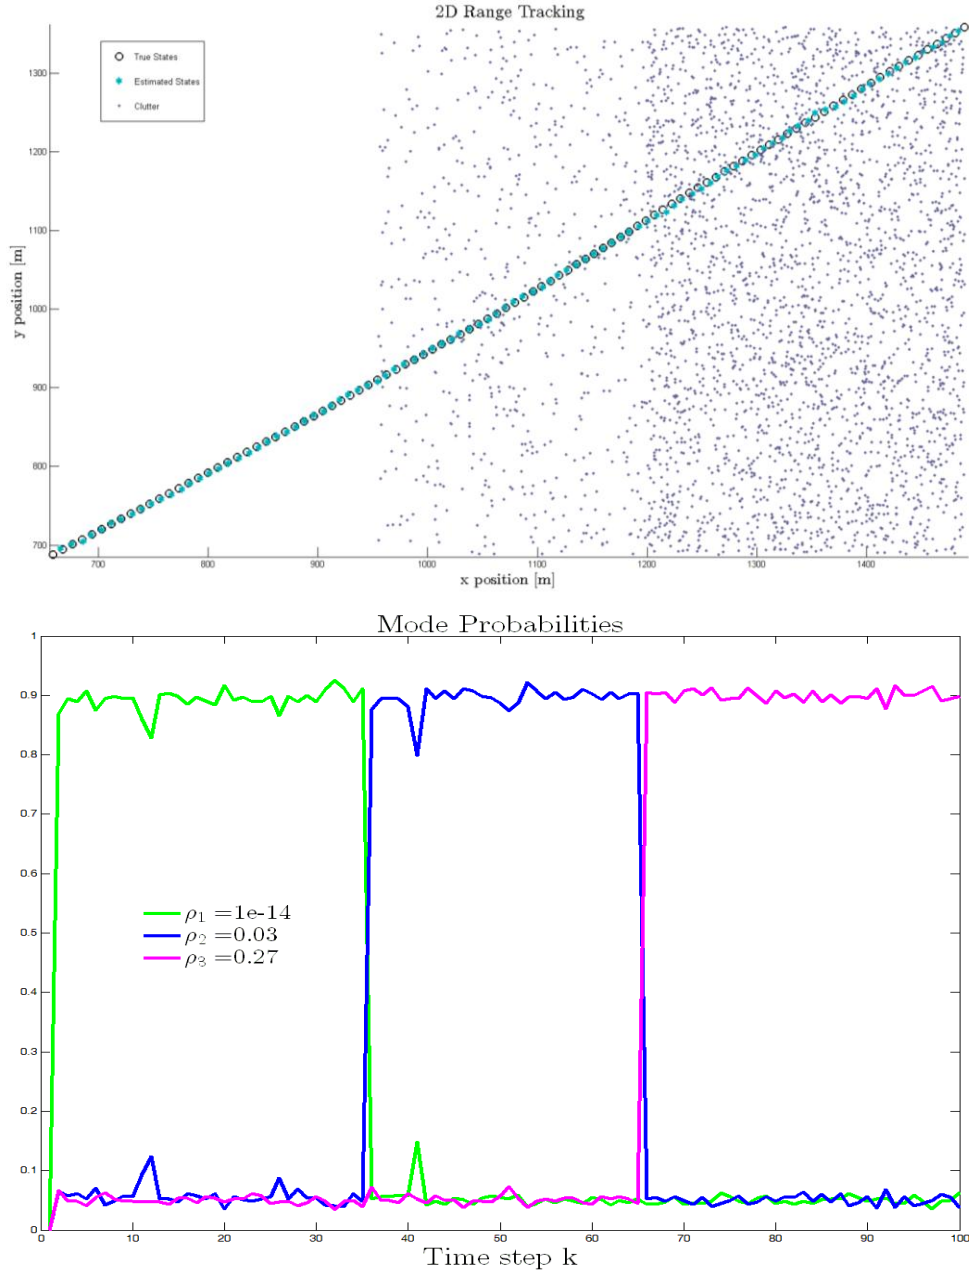 2D Range Tracking
True States
Estimated States
Clutter
1300
1200
1100
1000
900
800
700
y position [m]
700 800 900 1000 1100 1200 1300 1400
x position [m]
Mode Probabilities
1
0.9
0.8
0.7
0.6
0.5
0.4
0.3
0.2
0.1
0
ρ1 =1e-14
ρ2 =0.03
ρ3 =0.27
0 10 20 30 40 50 60 70 80 90 100
Time step k